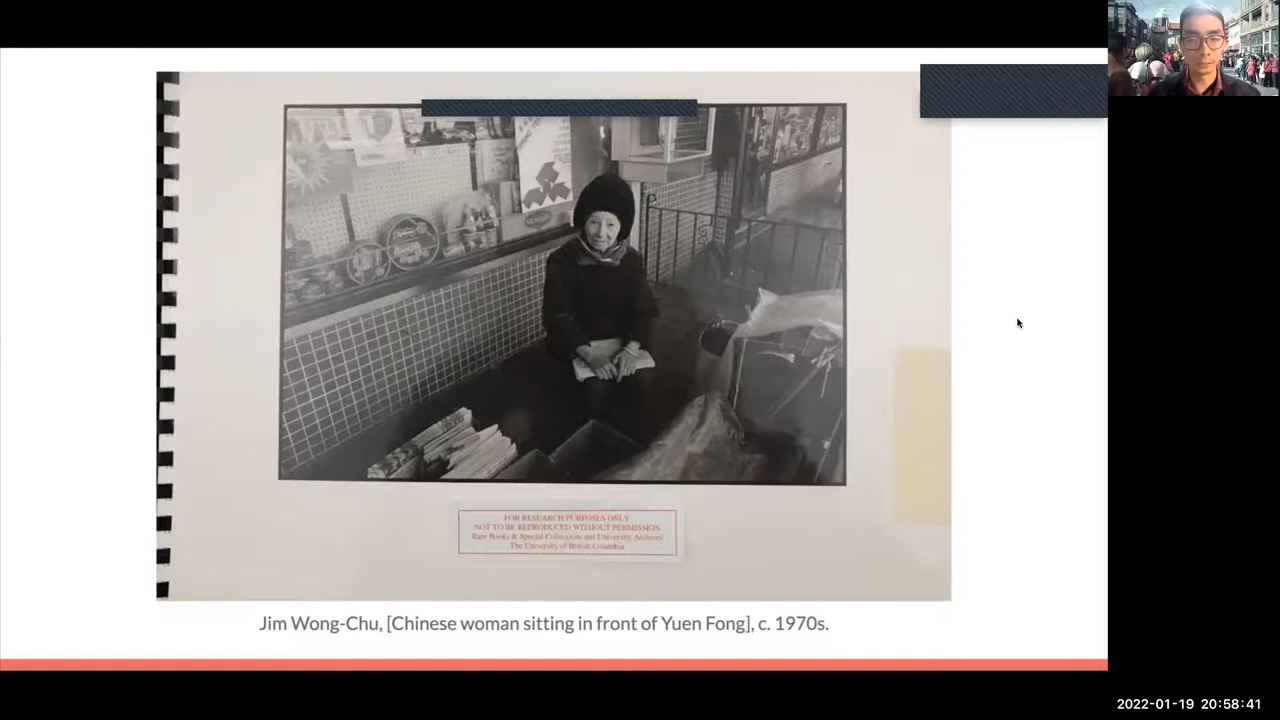 FOR RESEARCH PURPOSES ONLY
NOT TO BE REPRODUCED WITHOUT PERMISSION
Rare Books & Special Collections and University Archives
The University of British Columbia
Jim Wong-Chu, [Chinese woman sitting in front of Yuen Fong], c. 1970s.
2022-01-19 20:58:41